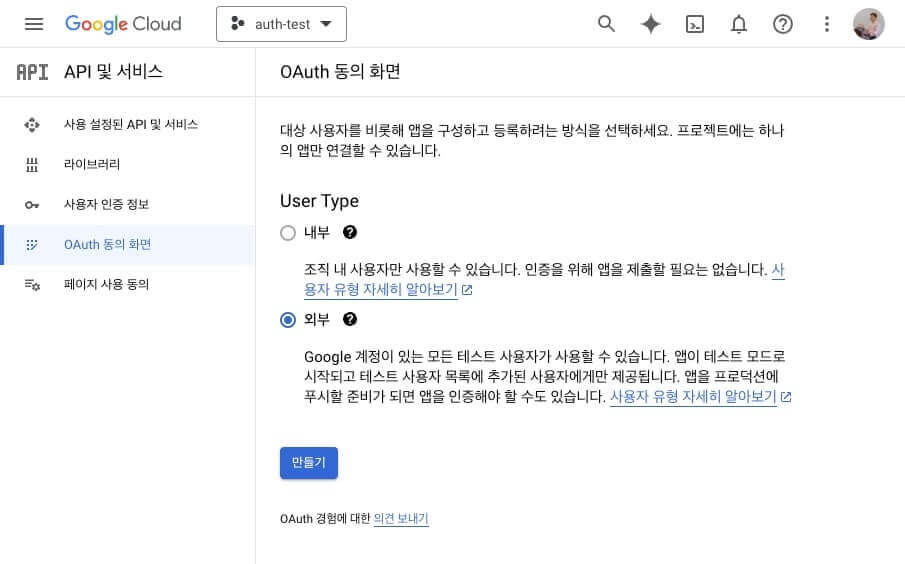 Google Cloud
auth-test
API
API 및 서비스
OAuth 동의 화면
사용 설정된 API 및 서비스
라이브러리
사용자 인증 정보
OAuth 동의 화면
페이지 사용 동의
대상 사용자를 비롯해 앱을 구성하고 등록하려는 방식을 선택하세요. 프로젝트에는 하나
의 앱만 연결할 수 있습니다.
User Type
내부
조직 내 사용자만 사용할 수 있습니다. 인증을 위해 앱을 제출할 필요는 없습니다. 사
용자 유형 자세히 알아보기
외부
Google 계정이 있는 모든 테스트 사용자가 사용할 수 있습니다. 앱이 테스트 모드로
시작되고 테스트 사용자 목록에 추가된 사용자에게만 제공됩니다. 앱을 프로덕션에
푸시할 준비가 되면 앱을 인증해야 할 수도 있습니다. 사용자 유형 자세히 알아보기
만들기
OAuth 경험에 대한 의견 보내기